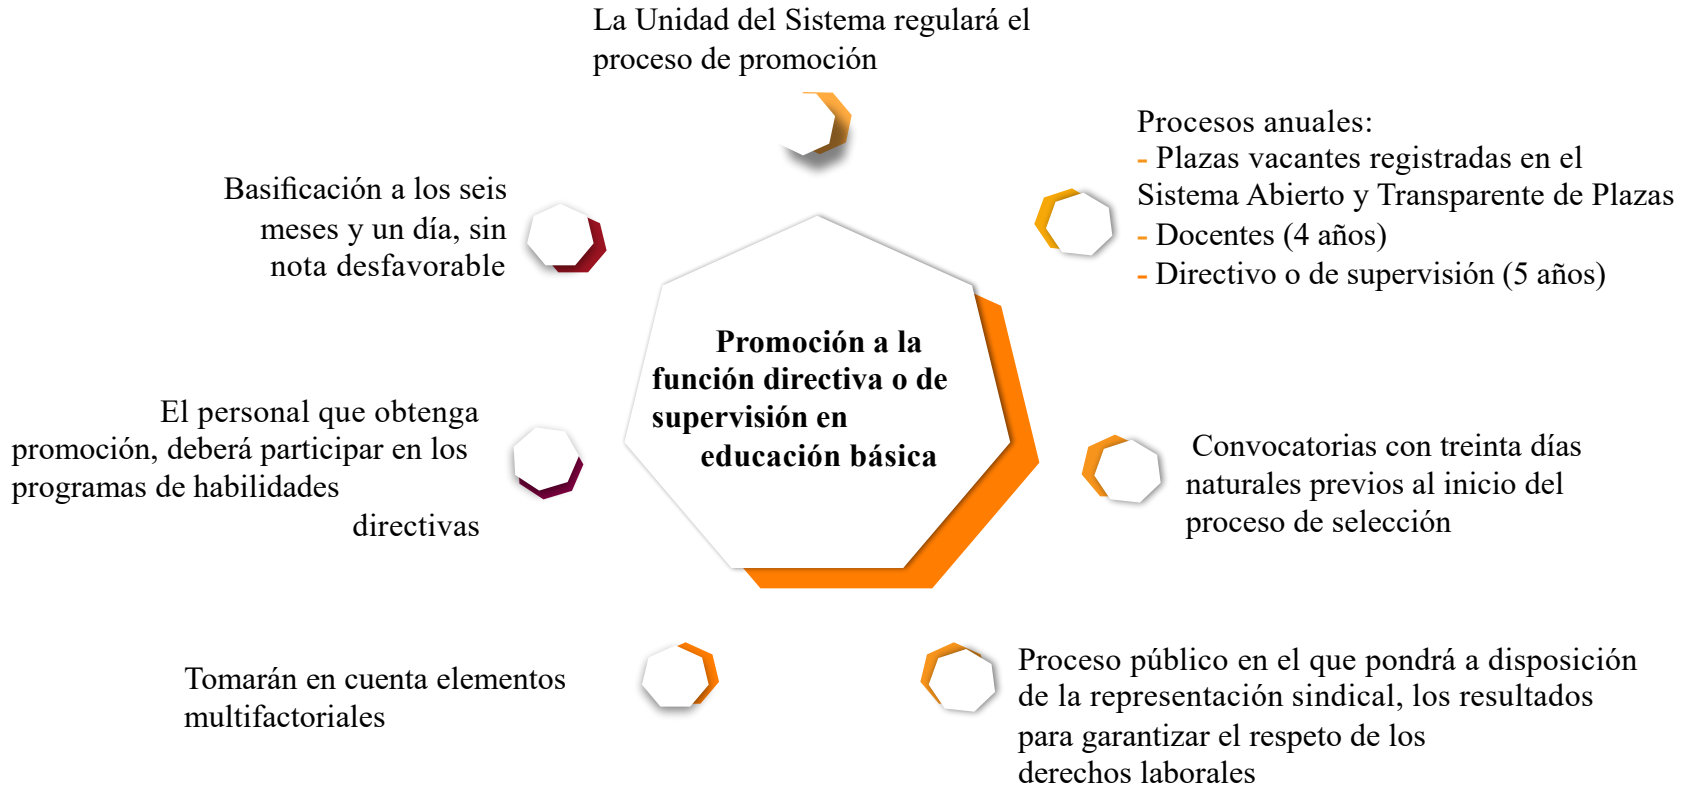 La Unidad del Sistema regulará el
proceso de promoción
Procesos anuales:
- Plazas vacantes registradas en el
Sistema Abierto y Transparente de Plazas
- Docentes (4 años)
- Directivo o de supervisión (5 años)
Basificación a los seis
meses y un día, sin
nota desfavorable
Promoción a la
función directiva o de
supervisión en
educación básica
El personal que obtenga
promoción, deberá participar en los
programas de habilidades
directivas
Convocatorias con treinta días
naturales previos al inicio del
proceso de selección
Tomarán en cuenta elementos
multifactoriales
Proceso público en el que pondrá a disposición
de la representación sindical, los resultados
para garantizar el respeto de los
derechos laborales